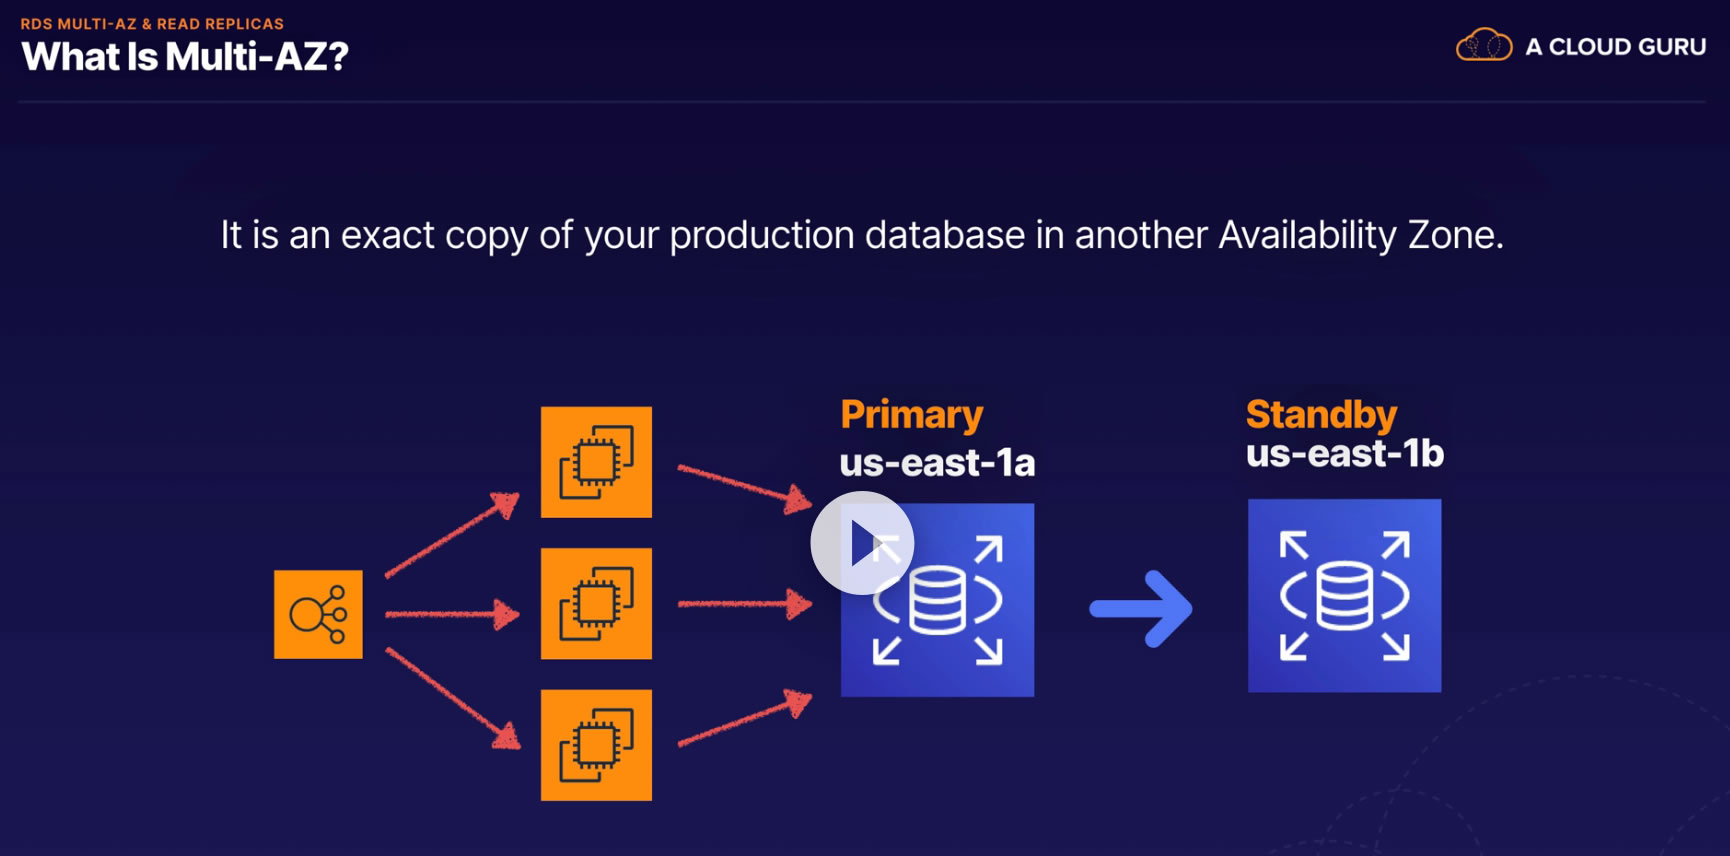 RDS MULTI-AZ & READ REPLICAS
What Is Multi-AZ?
A CLOUD GURU
It is an exact copy of your production database in another Availability Zone.
Primary
us-east-1a
Standby
us-east-1b